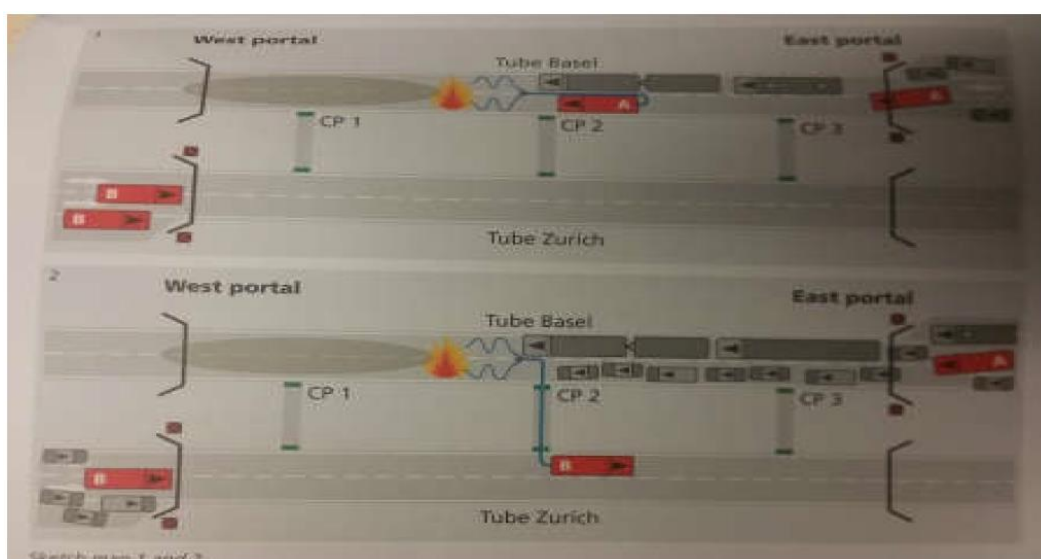 1
West portal
East portal
Tube Basel
A
A
CP 1
CP 2
CP 3
B
B
Tube Zurich
2
West portal
East portal
Tube Basel
A
CP 1
CP 2
CP 3
B
B
Tube Zurich
Sketch map 1 and 2